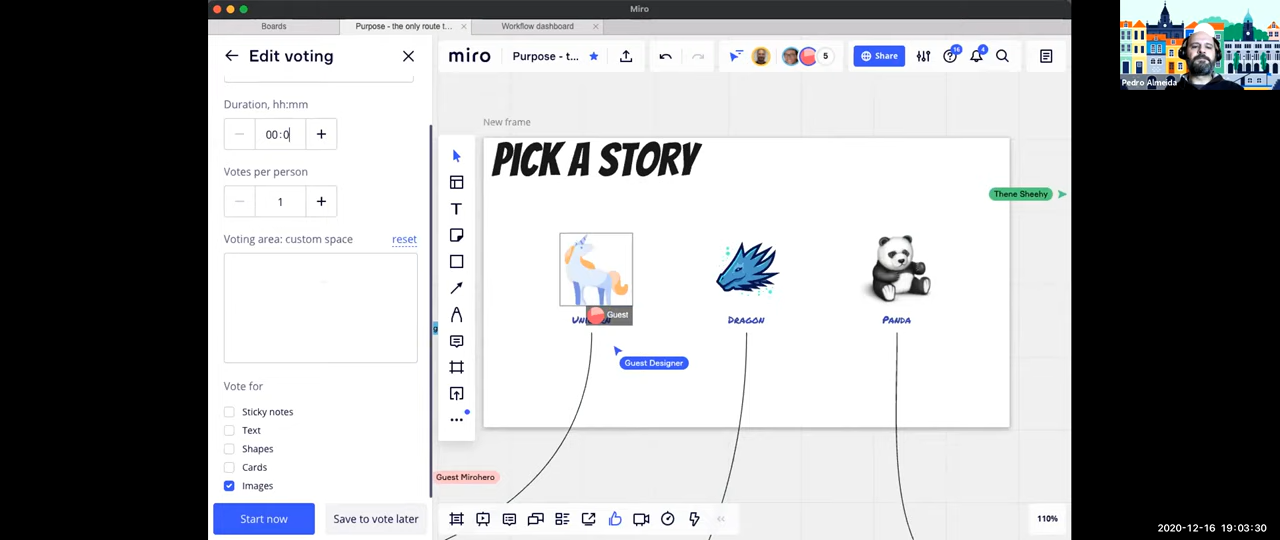 Miro
Boards
Purpose - the only route t...
Workflow dashboard
Edit voting
Duration, hh:mm
00:0
Votes per person
1
Voting area: custom space
reset
Vote for
Sticky notes
Text
Shapes
Cards
Images
Start now
Save to vote later
miro
Purpose - t...
5
Share
16
4
New frame
PICK A STORY
Thene Sheehy
Guest
Dragon
Panda
Guest Designer
Guest Mirohero
110%
Pedro Almeida
2020-12-16 19:03:30